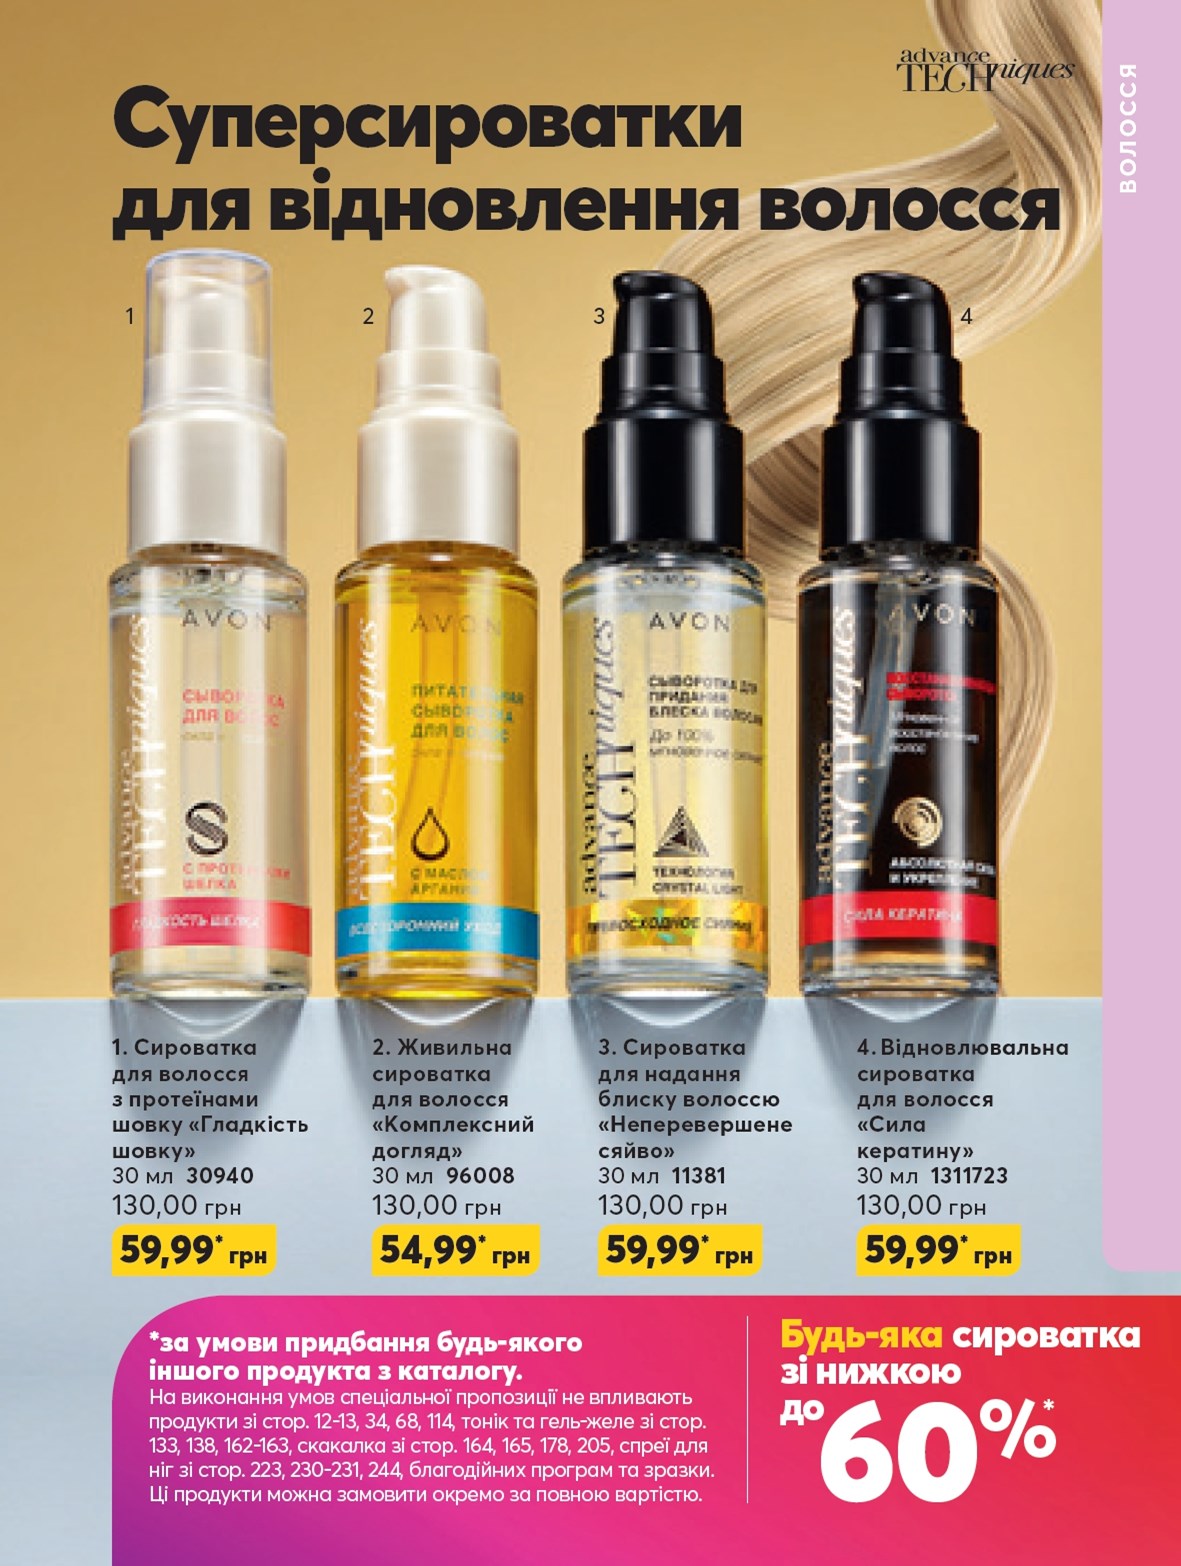 advance
TECHniques
ВОЛОССЯ
Суперсироватки
для відновлення волосся
1
2
3
4
AVON
СЫВОРОТКА
ДЛЯ ВОЛОС
С ПРОТЕИНАМИ
ШЕЛКА
ГЛАДКОСТЬ ШЕЛКА
advance
TECHniques
AVON
ПИТАТЕЛЬНАЯ
СЫВОРОТКА
ДЛЯ ВОЛОС
С МАСЛОМ
АРГАНИИ
ВСЕСТОРОННИЙ УХОД
advance
TECHniques
AVON
СЫВОРОТКА ДЛЯ
ПРИДАНИЯ
БЛЕСКА ВОЛОСАМ
До 100%
ТЕХНОЛОГИЯ
CRYSTAL LIGHT
ПРЕВОСХОДНОЕ СИЯНИЕ
advance
TECHniques
AVON
ВОССТАНАВЛИВАЮЩАЯ
СЫВОРОТКА
Мгновенное
восстановление
волос
АБСОЛЮТНАЯ СИЛА
И УКРЕПЛЕНИЕ
СИЛА КЕРАТИНА
advance
TECHniques
1. Сироватка
для волосся
з протеїнами
шовку «Гладкість
шовку»
30 мл 30940
130,00 грн
59,99* грн
2. Живильна
сироватка
для волосся
«Комплексний
догляд»
30 мл 96008
130,00 грн
54,99* грн
3. Сироватка
для надання
блиску волоссю
«Неперевершене
сяйво»
30 мл 11381
130,00 грн
59,99* грн
4. Відновлювальна
сироватка
для волосся
«Сила
кератину»
30 мл 1311723
130,00 грн
59,99* грн
*за умови придбання будь-якого
іншого продукта з каталогу.
На виконання умов спеціальної пропозиції не впливають
продукти зі стор. 12-13, 34, 68, 114, тонік та гель-желе зі стор.
133, 138, 162-163, скакалка зі стор. 164, 165, 178, 205, спреї для
ніг зі стор. 223, 230-231, 244, благодійних програм та зразки.
Ці продукти можна замовити окремо за повною вартістю.
Будь-яка сироватка
зі нижкою
до 60%*